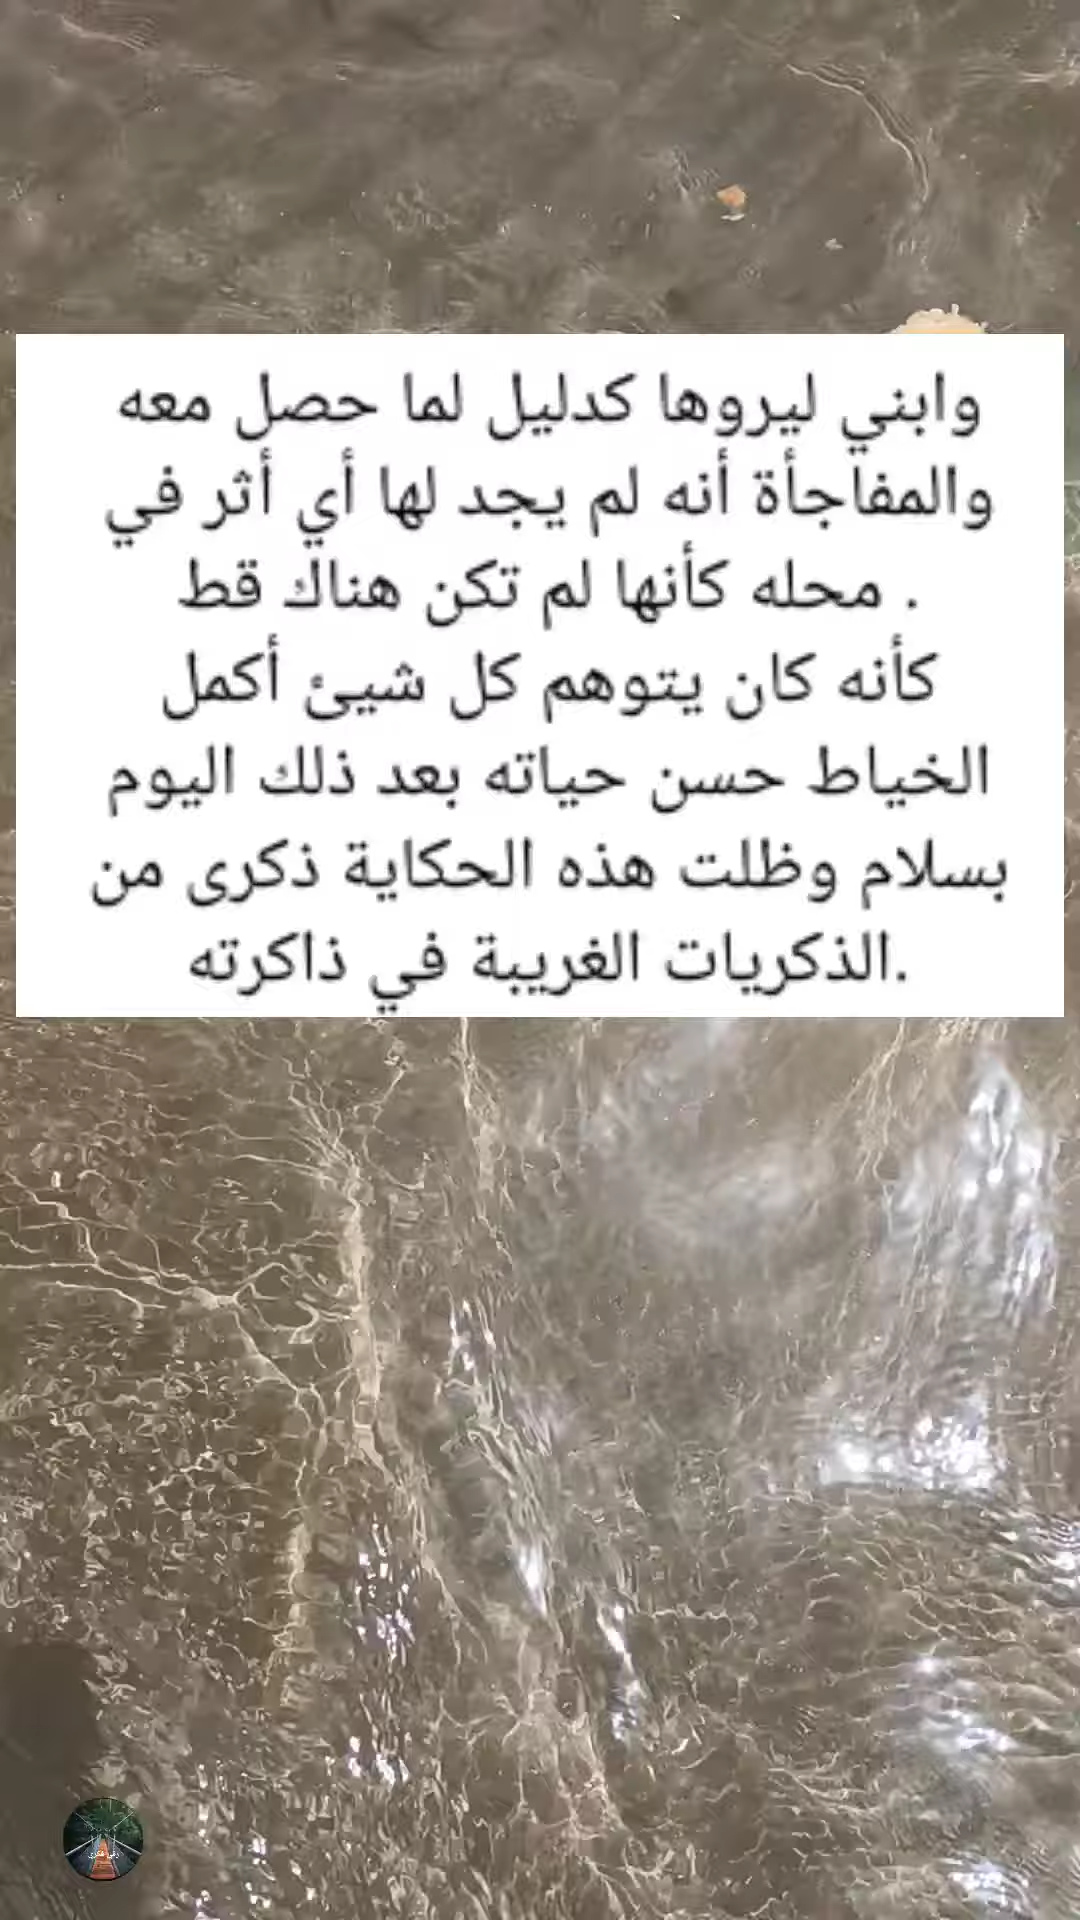 وابني ليروها كدليل لما حصل معه
والمفاجأة أنه لم يجد لها أي أثر في
. محله كأنها لم تكن هناك قط
كأنه كان يتوهم كل شيئ أكمل
الخياط حسن حياته بعد ذلك اليوم
بسلام وظلت هذه الحكاية ذكرى من
.الذكريات الغريبة في ذاكرته